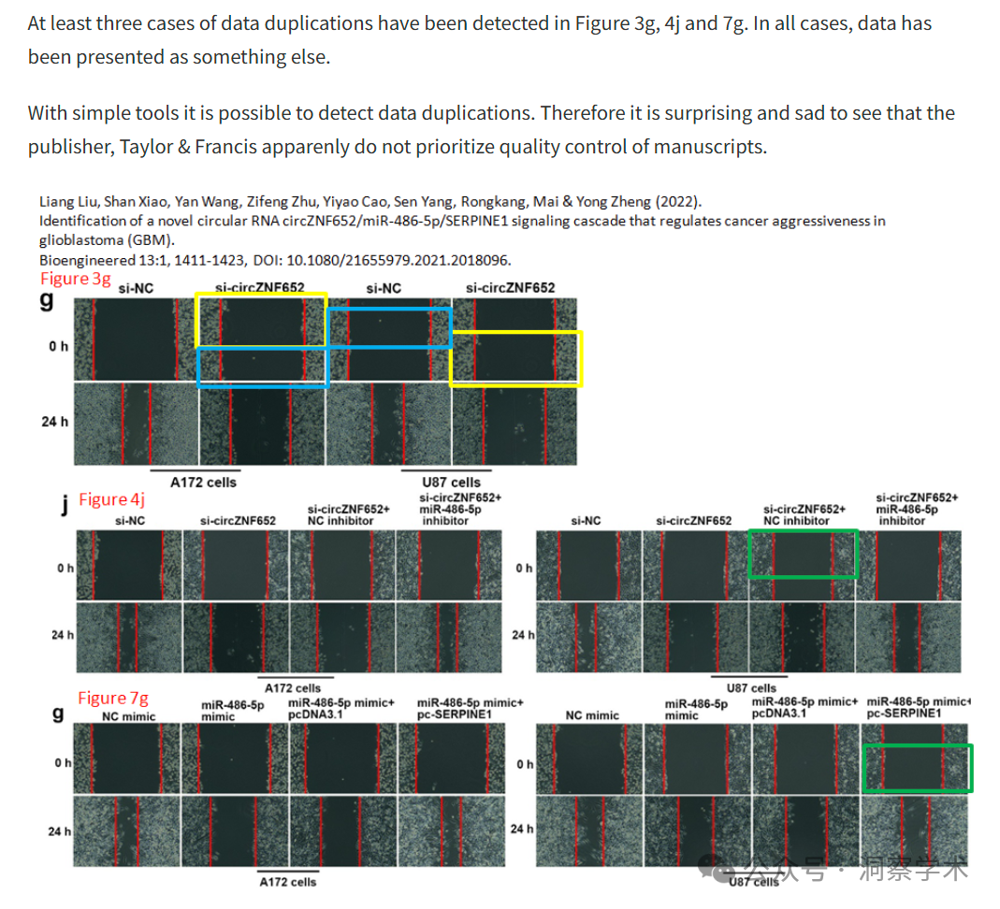 At least three cases of data duplications have been detected in Figure 3g, 4j and 7g. In all cases, data has
been presented as something else.
With simple tools it is possible to detect data duplications. Therefore it is surprising and sad to see that the
publisher, Taylor & Francis apparenly do not prioritize quality control of manuscripts.
Liang Liu, Shan Xiao, Yan Wang, Zifeng Zhu, Yiyao Cao, Sen Yang, Rongkang, Mai & Yong Zheng (2022).
Identification of a novel circular RNA circZNF652/miR-486-5p/SERPINE1 signaling cascade that regulates cancer aggressiveness in
glioblastoma (GBM).
Bioengineered 13:1, 1411-1423, DOI: 10.1080/21655979.2021.2018096.
Figure 3g
g
si-NC si-circZNF652 si-NC si-circZNF652
0 h
24 h
A172 cells U87 cells
j Figure 4j
si-NC
si-circZNF652
si-circZNF652+
NC inhibitor
si-circZNF652+
miR-486-5p
inhibitor
si-NC
si-circZNF652
si-circZNF652+
NC inhibitor
si-circZNF652+
miR-486-5p
inhibitor
0 h 0 h
24 h 24 h
A172 cells U87 cells
Figure 7g
g
NC mimic
miR-486-5p
mimic
miR-486-5p mimic+
pcDNA3.1
miR-486-5p mimic+
pc-SERPINE1
NC mimic
miR-486-5p
mimic
miR-486-5p mimic+
pcDNA3.1
miR-486-5p mimic+
pc-SERPINE1
0 h 0 h
24 h 24 h
A172 cells U87 cells
公众号 · 洞察学术